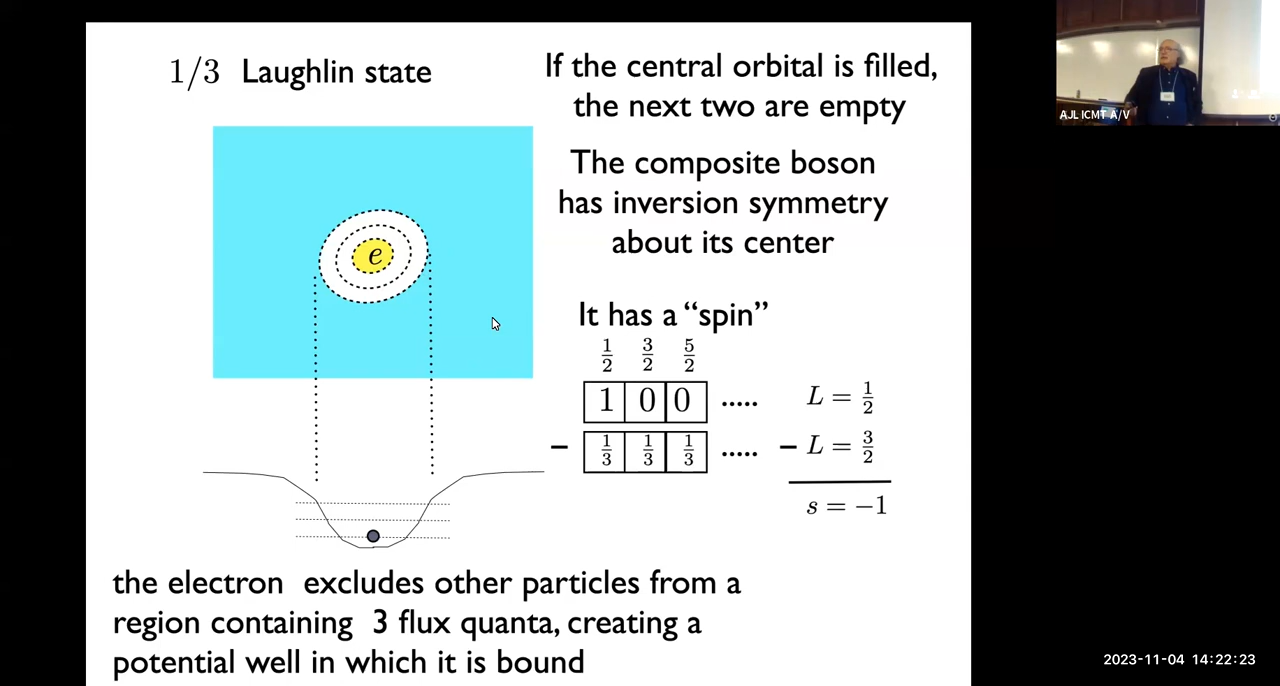 1/3 Laughlin state
If the central orbital is filled,
the next two are empty
The composite boson
has inversion symmetry
about its center
e
It has a “spin”
1/2 3/2 5/2
1 0 0 ..... L = 1/2
– 1/3 1/3 1/3 ..... – L = 3/2
s = −1
the electron excludes other particles from a
region containing 3 flux quanta, creating a
potential well in which it is bound
AJL ICMT A/V
2023-11-04 14:22:23